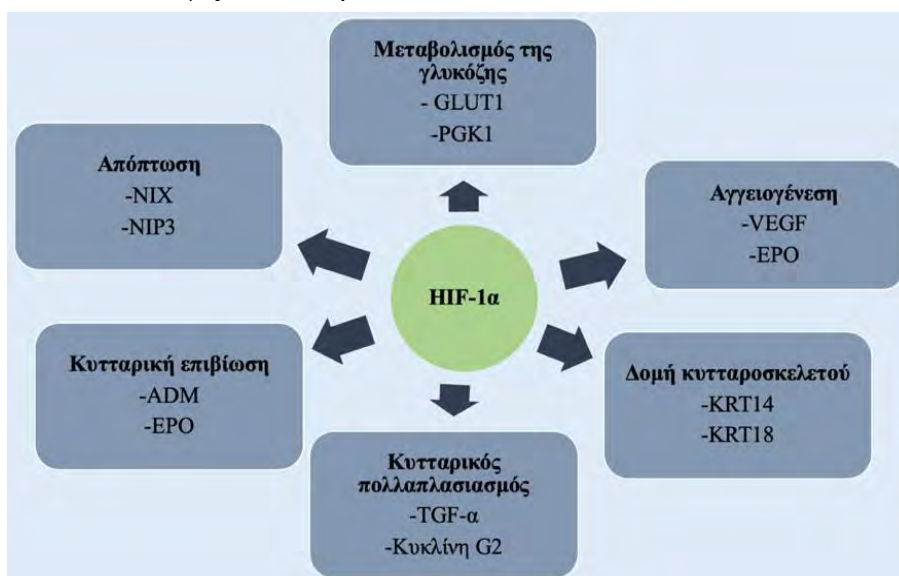 Μεταβολισμός της
γλυκόζης
- GLUT1
-PGK1
Απόπτωση
-NIX
-NIP3
Αγγειογένεση
-VEGF
-EPO
HIF-1α
Κυτταρική επιβίωση
-ADM
-EPO
Δομή κυτταροσκελετού
-KRT14
-KRT18
Κυτταρικός
πολλαπλασιασμός
-TGF-α
-Κυκλίνη G2